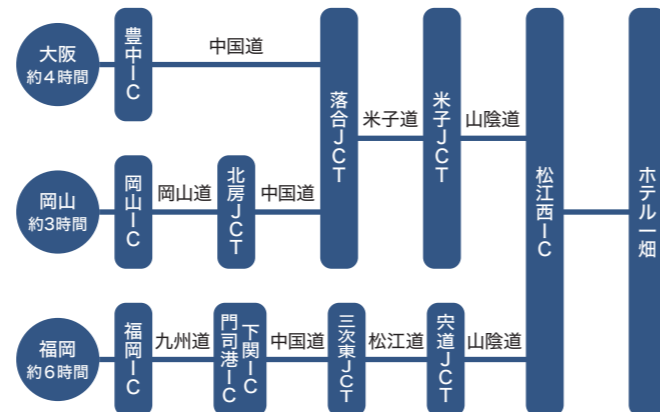 大阪
約4時間
豊中IC
中国道
落合JCT
米子道
米子JCT
山陰道
松江西IC
ホテル一畑
岡山
約3時間
岡山IC
岡山道
北房JCT
中国道
福岡
約6時間
福岡IC
九州道
下関IC
門司港IC
中国道
三次東JCT
松江道
宍道JCT
山陰道